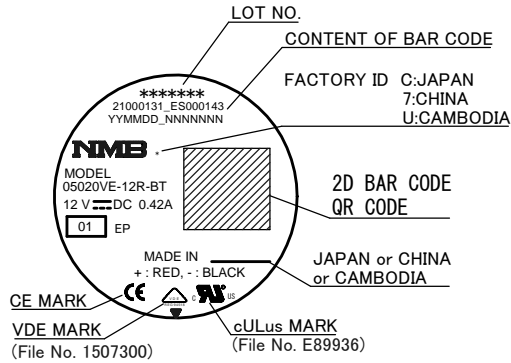 LOT NO.
CONTENT OF BAR CODE
FACTORY ID C:JAPAN
7:CHINA
U:CAMBODIA
*******
21000131_ES000143
YYMMDD_NNNNNNN
NMB *
MODEL
05020VE-12R-BT
12 V DC 0.42A
01 EP
2D BAR CODE
QR CODE
MADE IN
+ : RED, - : BLACK
JAPAN or CHINA
or CAMBODIA
CE
c US
CE MARK
VDE MARK
(File No. 1507300)
cULus MARK
(File No. E89936)